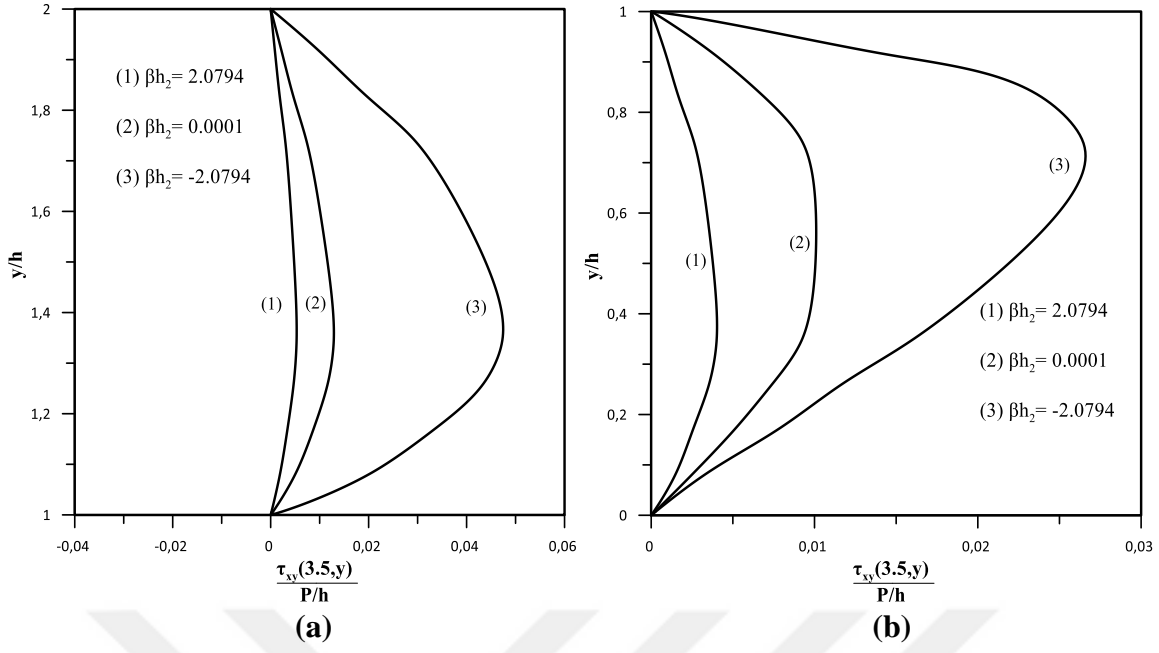 2
1,8
1,6
1,4
1,2
1
y/h
(1) βh2= 2.0794
(2) βh2= 0.0001
(3) βh2= -2.0794
(1)
(2)
(3)
-0,04
-0,02
0
0,02
0,04
0,06
τxy(3.5,y)
P/h
(a)
1
0,8
0,6
0,4
0,2
0
y/h
(3)
(2)
(1)
(1) βh2= 2.0794
(2) βh2= 0.0001
(3) βh2= -2.0794
0
0,01
0,02
0,03
τxy(3.5,y)
P/h
(b)